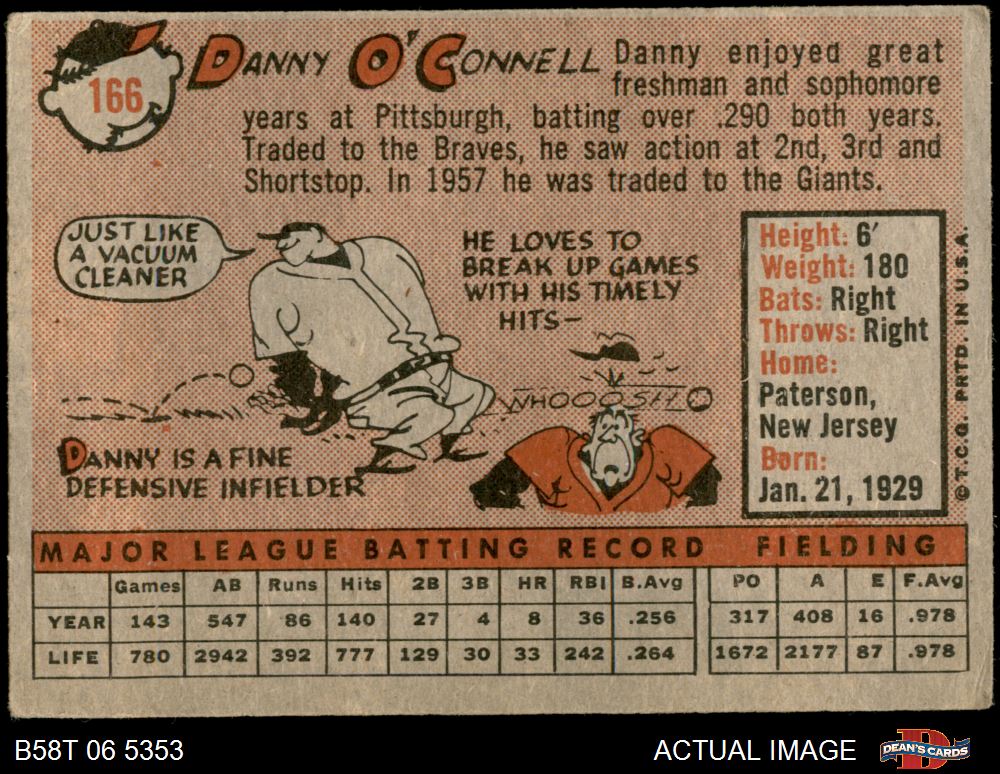 166
DANNY O'CONNELL
Danny enjoyed great
freshman and sophomore
years at Pittsburgh, batting over .290 both years.
Traded to the Braves, he saw action at 2nd, 3rd and
Shortstop. In 1957 he was traded to the Giants.
JUST LIKE
A VACUUM
CLEANER
HE LOVES TO
BREAK UP GAMES
WITH HIS TIMELY
HITS—
WHOOOSH
DANNY IS A FINE
DEFENSIVE INFIELDER
Height: 6'
Weight: 180
Bats: Right
Throws: Right
Home:
Paterson,
New Jersey
Born:
Jan. 21, 1929
©T.C.G. PRTD. IN U.S.A.
MAJOR LEAGUE BATTING RECORD FIELDING
Games AB Runs Hits 2B 3B HR RBI B.Avg PO A E F.Avg
YEAR 143 547 86 140 27 4 8 36 .256 317 408 16 .978
LIFE 780 2942 392 777 129 30 33 242 .264 1672 2177 87 .978
B58T 06 5353
ACTUAL IMAGE
DEAN'S CARDS